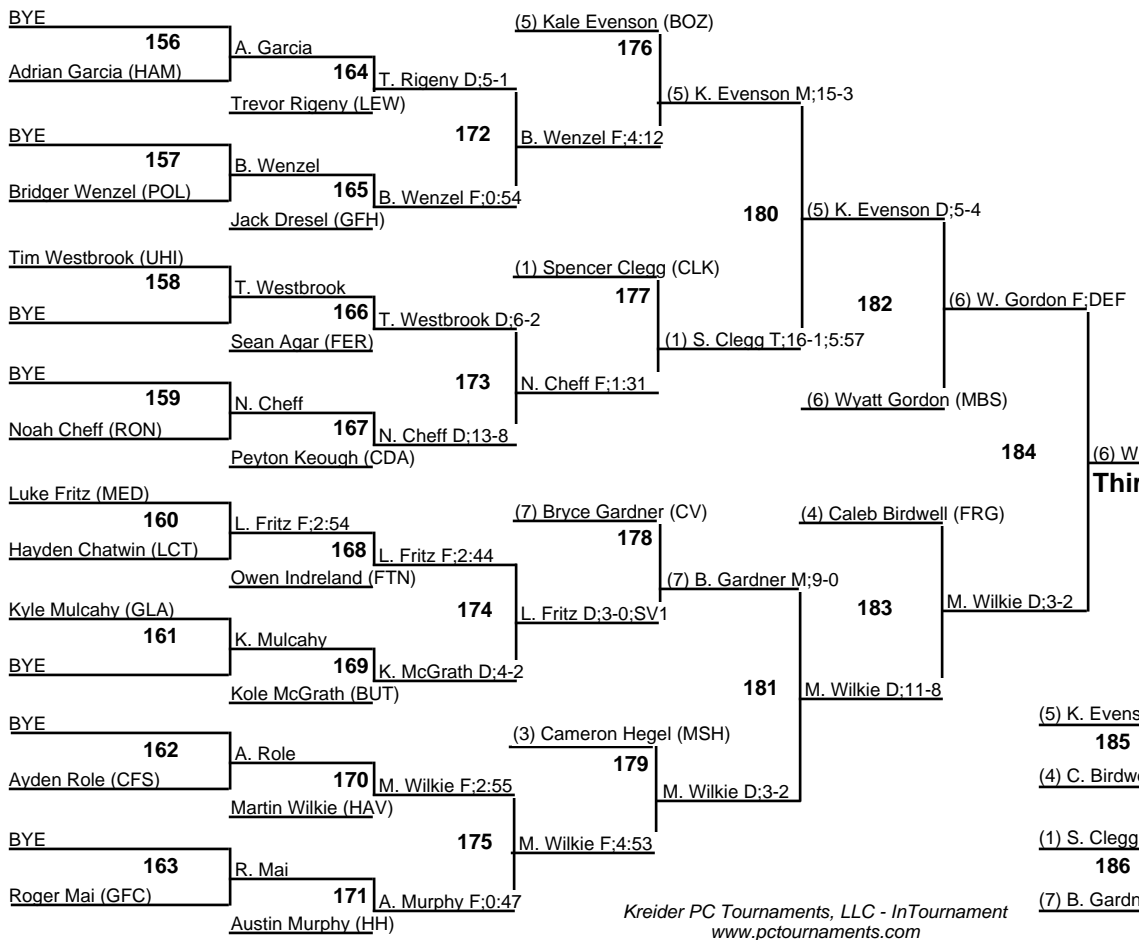 BYE
156
Adrian Garcia (HAM)
BYE
157
Bridger Wenzel (POL)
Tim Westbrook (UHI)
158
BYE
BYE
159
Noah Cheff (RON)
Luke Fritz (MED)
160
Hayden Chatwin (LCT)
Kyle Mulcahy (GLA)
161
BYE
BYE
162
Ayden Role (CFS)
BYE
163
Roger Mai (GFC)
A. Garcia
164
Trevor Rigeny (LEW)
B. Wenzel
165
Jack Dresel (GFH)
T. Westbrook
166
Sean Agar (FER)
N. Cheff
167
Peyton Keough (CDA)
L. Fritz F;2:54
168
Owen Indreland (FTN)
K. Mulcahy
169
Kole McGrath (BUT)
A. Role
170
Martin Wilkie (HAV)
R. Mai
171
Austin Murphy (HH)
T. Rigeny D;5-1
172
B. Wenzel F;0:54
T. Westbrook D;6-2
173
N. Cheff D;13-8
L. Fritz F;2:44
174
K. McGrath D;4-2
M. Wilkie F;2:55
175
A. Murphy F;0:47
(5) Kale Evenson (BOZ)
176
B. Wenzel F;4:12
(1) Spencer Clegg (CLK)
177
N. Cheff F;1:31
(7) Bryce Gardner (CV)
178
L. Fritz D;3-0;SV1
(3) Cameron Hegel (MSH)
179
M. Wilkie F;4:53
(5) K. Evenson M;15-3
180
(1) S. Clegg T;16-1;5:57
(7) B. Gardner M;9-0
181
M. Wilkie D;3-2
(5) K. Evenson D;5-4
182
(6) Wyatt Gordon (MBS)
(4) Caleb Birdwell (FRG)
183
M. Wilkie D;11-8
(6) W. Gordon F;DEF
184
M. Wilkie D;3-2
(6) W
Thir
(5) K. Evens
185
(4) C. Birdwe
(1) S. Clegg
186
(7) B. Gardn
Kreider PC Tournaments, LLC - InTournament
www.pctournaments.com